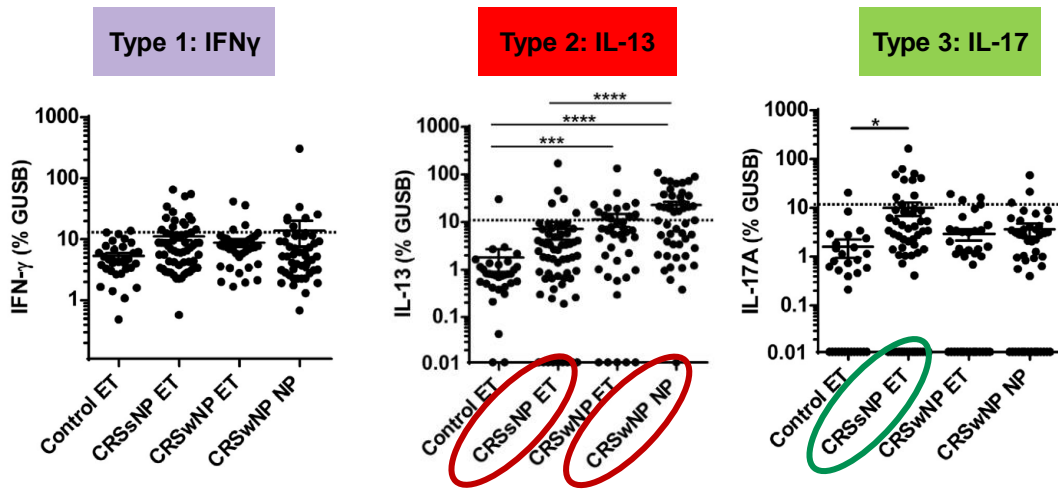 Type 1: IFNγ
IFN-γ (% GUSB)
1000
100
10
1
Control ET
CRSsNP ET
CRSwNP ET
CRSwNP NP
Type 2: IL-13
****
****
***
IL-13 (% GUSB)
1000
100
10
1
0.1
0.01
Control ET
CRSsNP ET
CRSwNP ET
CRSwNP NP
Type 3: IL-17
*
IL-17A (% GUSB)
1000
100
10
1
0.1
0.01
Control ET
CRSsNP ET
CRSwNP ET
CRSwNP NP